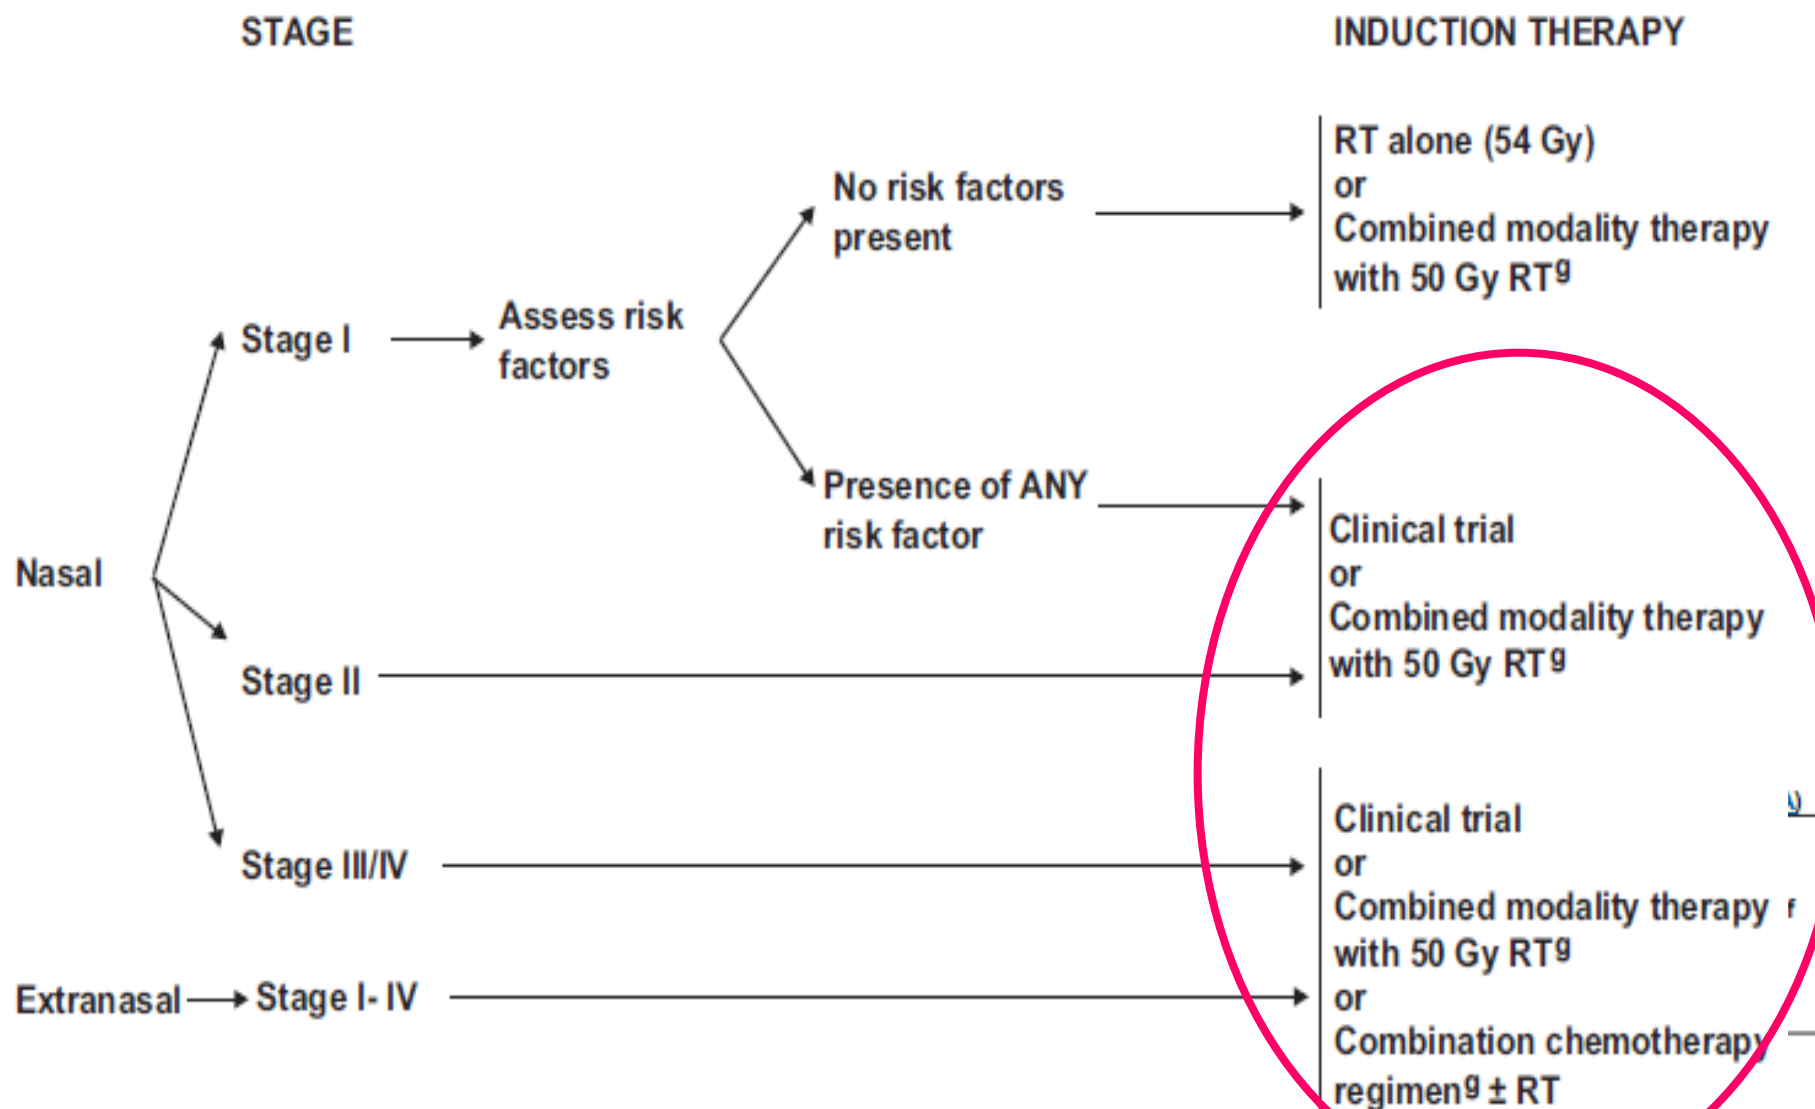 STAGE
INDUCTION THERAPY
RT alone (54 Gy)
or
Combined modality therapy
with 50 Gy RTg
No risk factors
present
Assess risk
factors
Stage I
Presence of ANY
risk factor
Clinical trial
or
Combined modality therapy
with 50 Gy RTg
Nasal
Stage II
Stage III/IV
Clinical trial
or
Combined modality therapy
with 50 Gy RTg
or
Combination chemotherapy
regimeng ± RT
Extranasal
Stage I- IV